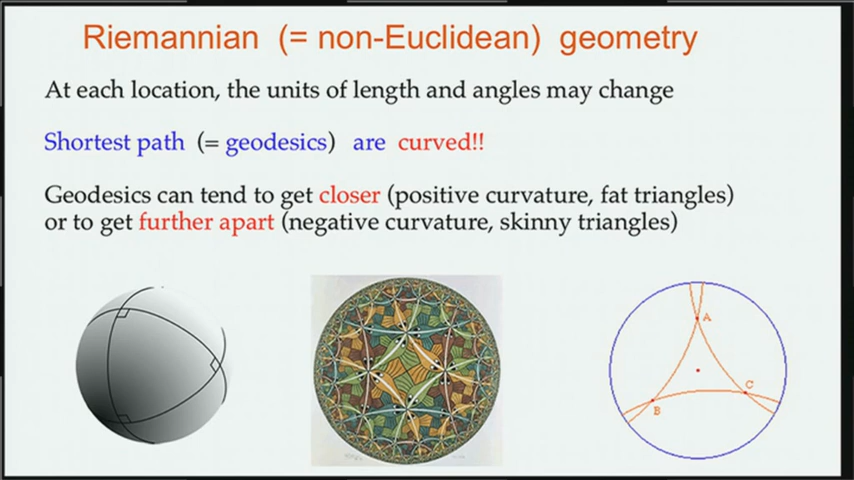 Riemannian (= non-Euclidean) geometry
At each location, the units of length and angles may change
Shortest path (= geodesics) are curved!!
Geodesics can tend to get closer (positive curvature, fat triangles)
or to get further apart (negative curvature, skinny triangles)
A
C
B